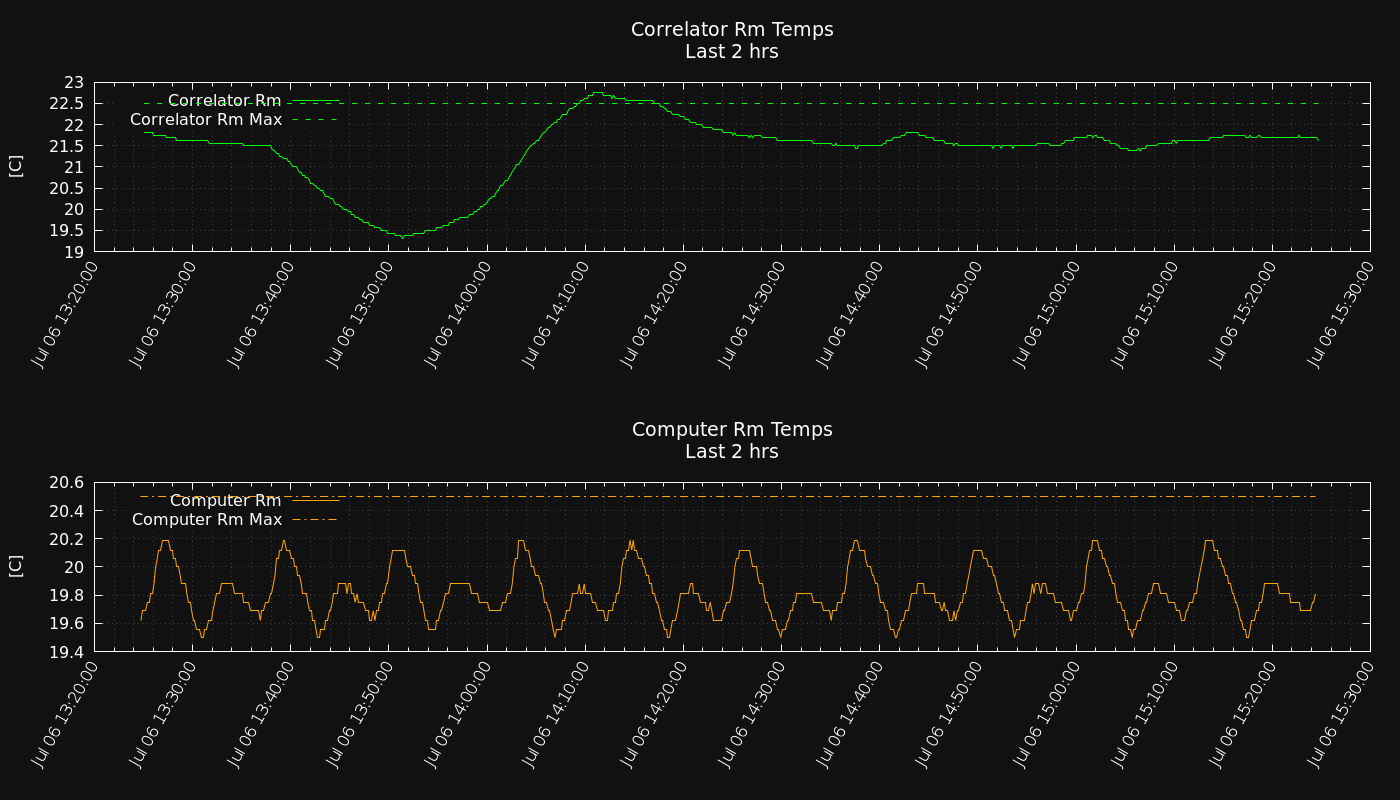 Correlator Rm Temps
Last 2 hrs
[C]
23
22.5
22
21.5
21
20.5
20
19.5
19
Correlator Rm
Correlator Rm Max
Jul 06 13:20:00
Jul 06 13:30:00
Jul 06 13:40:00
Jul 06 13:50:00
Jul 06 14:00:00
Jul 06 14:10:00
Jul 06 14:20:00
Jul 06 14:30:00
Jul 06 14:40:00
Jul 06 14:50:00
Jul 06 15:00:00
Jul 06 15:10:00
Jul 06 15:20:00
Jul 06 15:30:00
Computer Rm Temps
Last 2 hrs
[C]
20.6
20.4
20.2
20
19.8
19.6
19.4
Computer Rm
Computer Rm Max
Jul 06 13:20:00
Jul 06 13:30:00
Jul 06 13:40:00
Jul 06 13:50:00
Jul 06 14:00:00
Jul 06 14:10:00
Jul 06 14:20:00
Jul 06 14:30:00
Jul 06 14:40:00
Jul 06 14:50:00
Jul 06 15:00:00
Jul 06 15:10:00
Jul 06 15:20:00
Jul 06 15:30:00